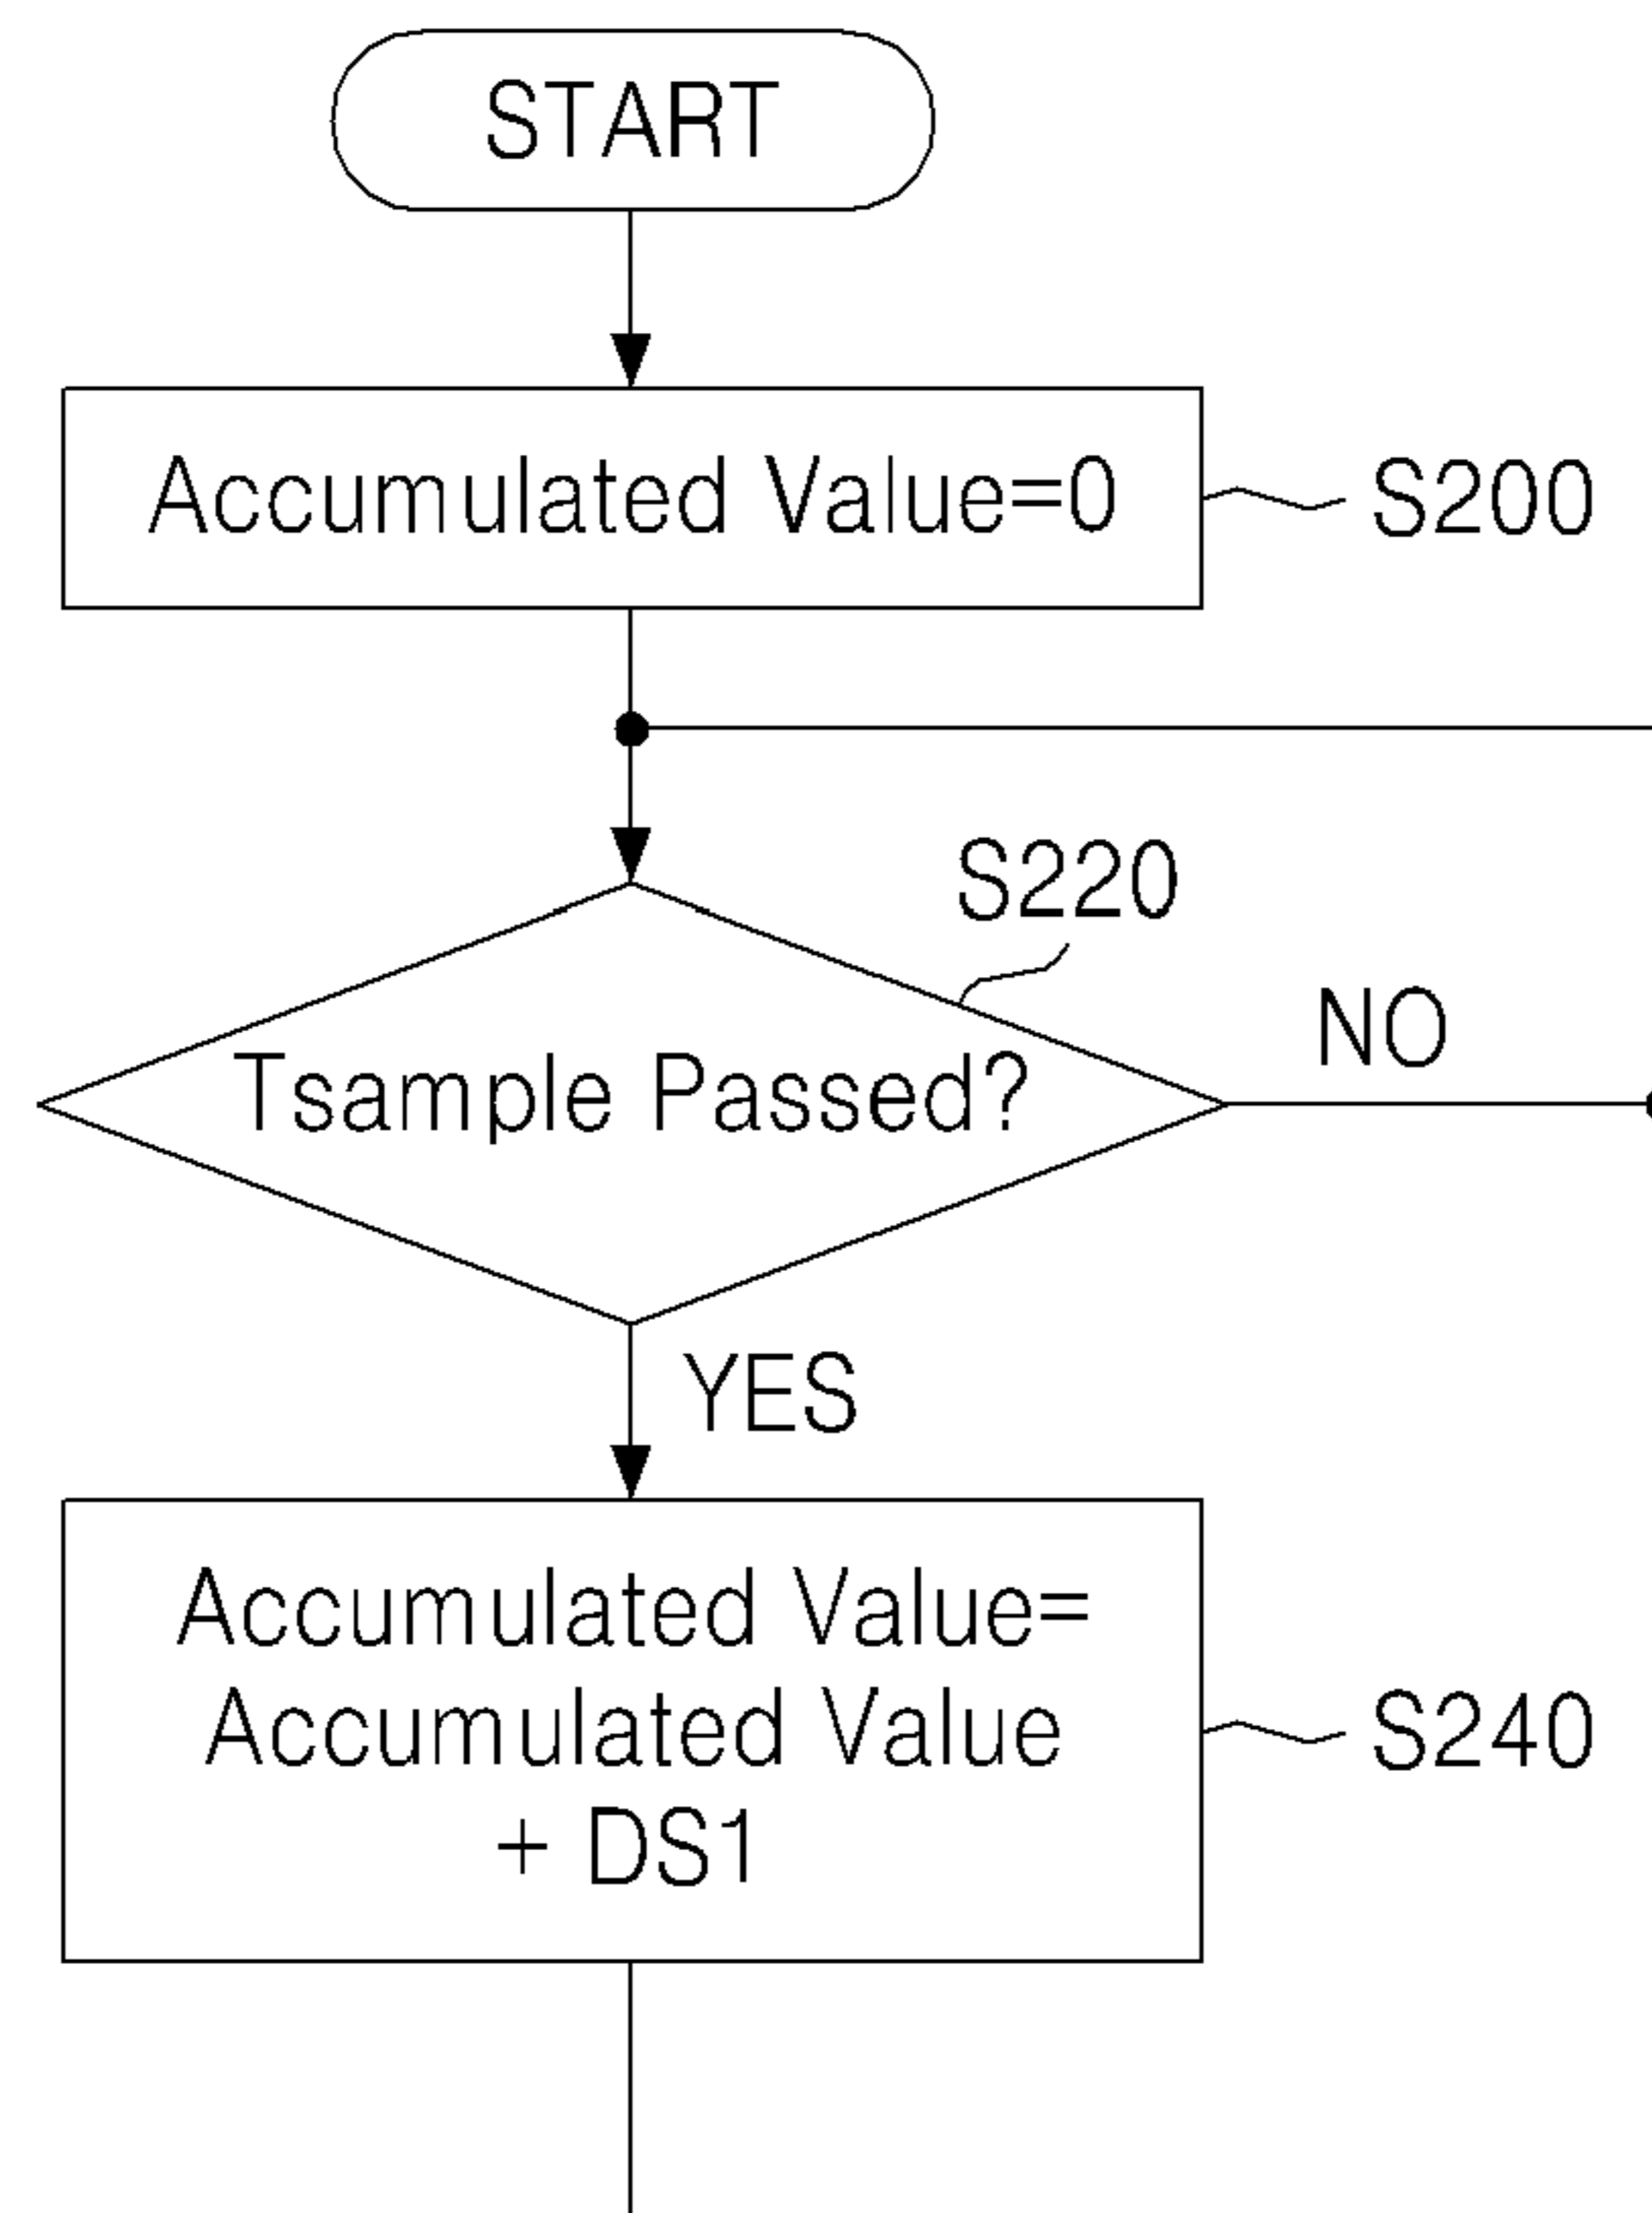 START
Accumulated Value=0
S200
S220
Tsample Passed?
NO
YES
Accumulated Value=
Accumulated Value
+ DS1
S240